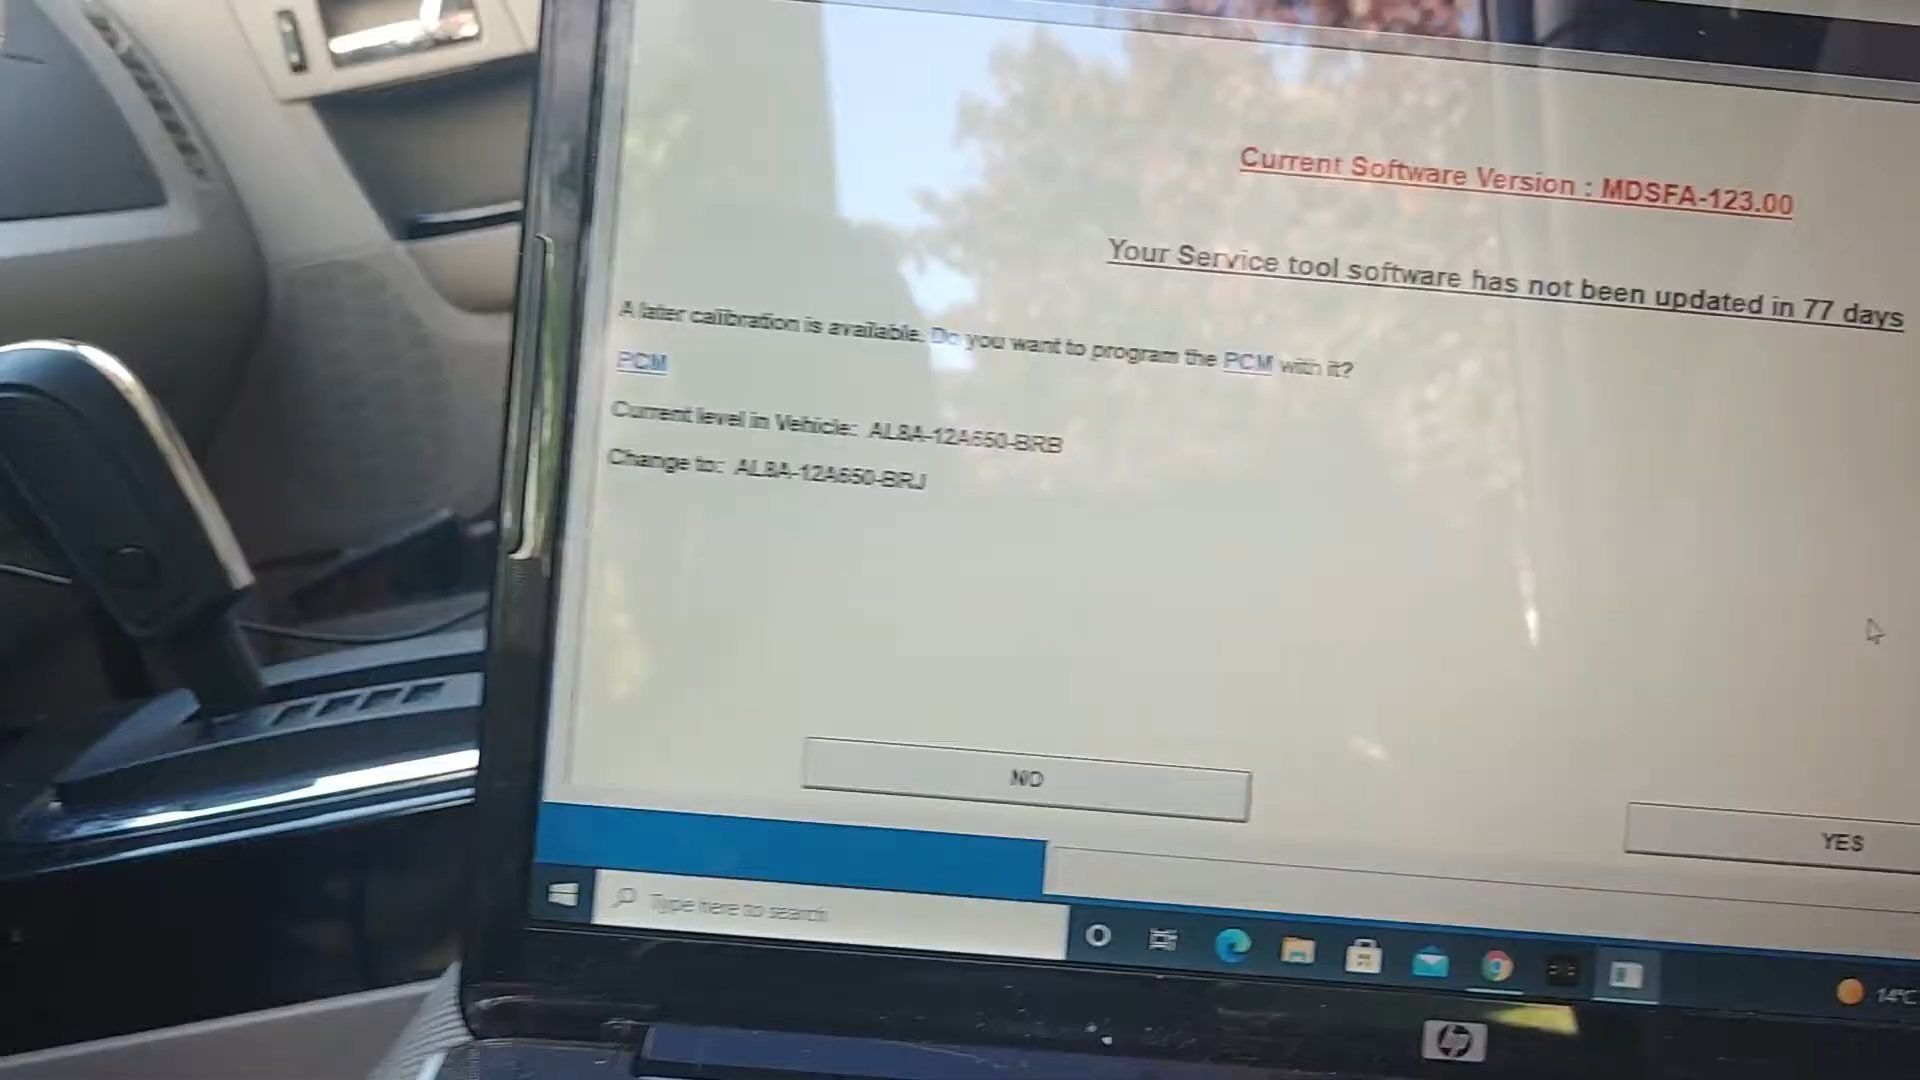 Current Software Version : MDSFA-123.00
Your Service tool software has not been updated in 77 days
A later calibration is available. Do you want to program the PCM with it?
PCM
Current level in Vehicle: AL8A-12A650-BRB
Change to: AL8A-12A650-BRJ
NO
YES
Type here to search
14°C
hp